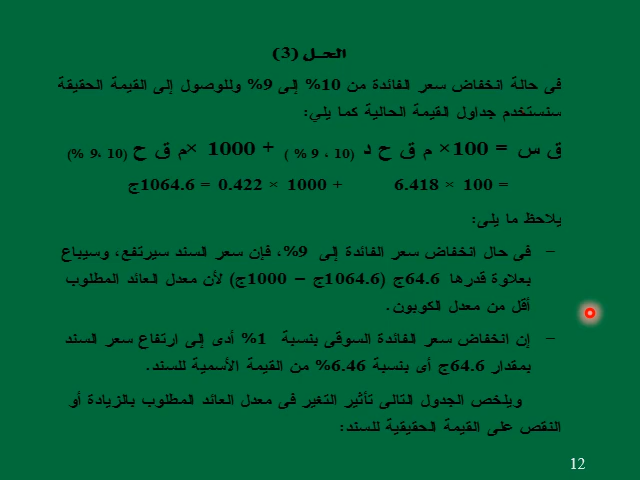 الحـل (3)
فى حالة انخفاض سعر الفائدة من 10% إلى 9% وللوصول إلى القيمة الحقيقة
سنستخدم جداول القيمة الحالية كما يلي:
ق س = 100× م ق ح د (10 ، 9 % ) + 1000 ×م ق ح (10 ،9 %)
= 100 × 6.418 + 1000 × 0.422 = 1064.6ج
يلاحظ ما يلى:
– فى حال انخفاض سعر الفائدة إلى 9%، فإن سعر السند سيرتفع، وسيباع
بعلاوة قدرها 64.6ج (1064.6ج – 1000ج) لأن معدل العائد المطلوب
أقل من معدل الكوبون.
– إن انخفاض سعر الفائدة السوقى بنسبة 1% أدى إلى ارتفاع سعر السند
بمقدار 64.6ج أى بنسبة 6.46% من القيمة الأسمية للسند.
ويلخص الجدول التالى تأثير التغير فى معدل العائد المطلوب بالزيادة أو
النقص على القيمة الحقيقية للسند:
12